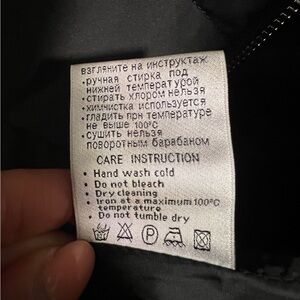 взгляните на инструктаж
•ручная стирка под
нижней температурой
•стирать хлором нельзя
•химчистка используется
•гладить прн температуре
не выше 100°C
•сушить нельзя
поворотным барабаном
CARE INSTRUCTION
• Hand wash cold
• Do not bleach
• Dry cleaning
• Iron at a maximum 100°C
temperature
• Do not tumble dry
P